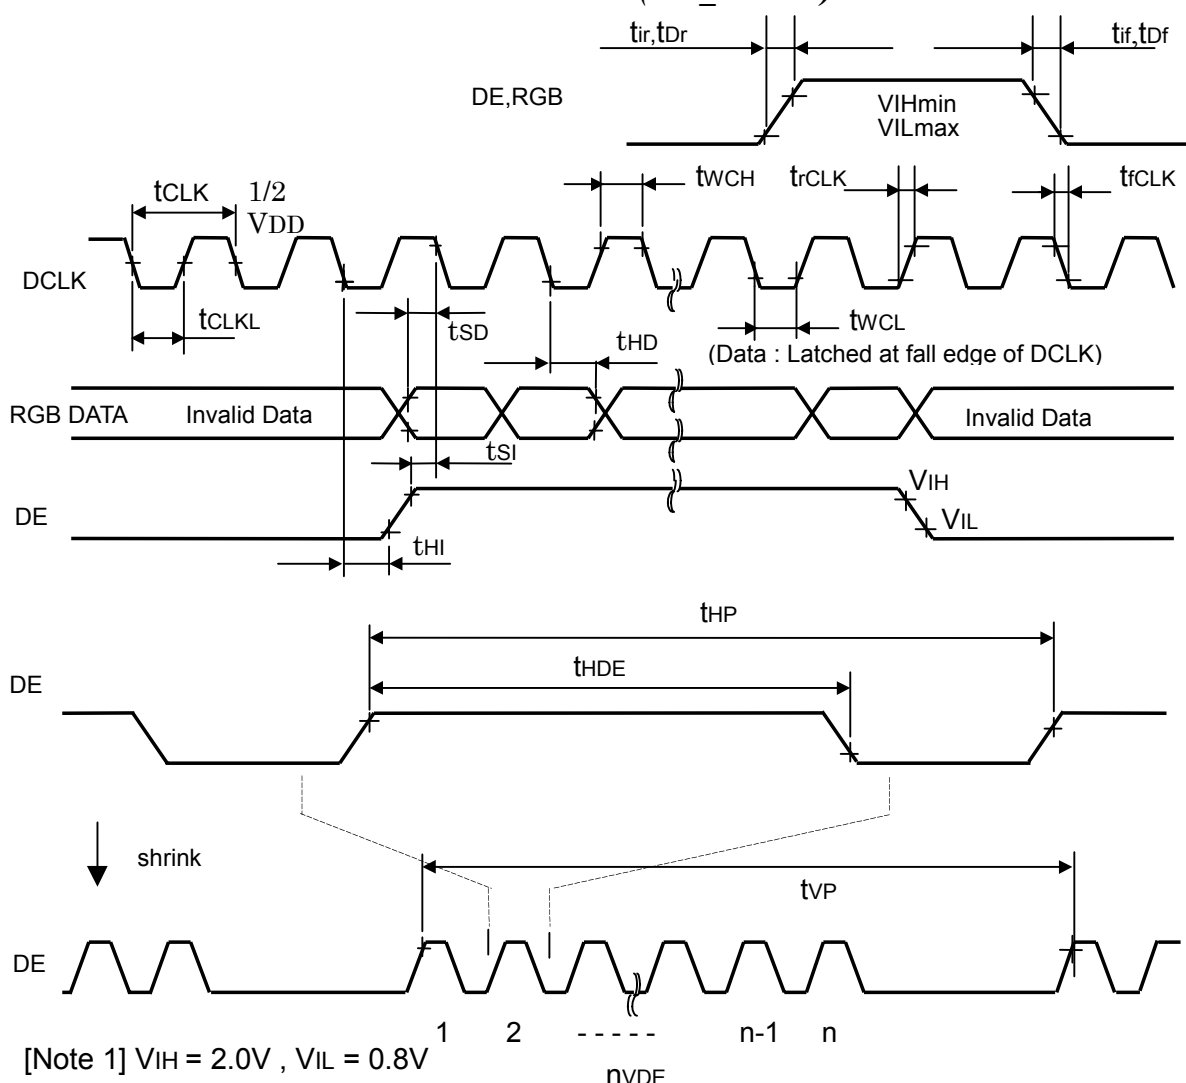 tir,tDr
tif,tDf
DE,RGB
VIHmin
VILmax
tCLK
1/2
VDD
tWCH
trCLK
tfCLK
DCLK
tCLKL
tSD
tHD
tWCL
(Data : Latched at fall edge of DCLK)
RGB DATA
Invalid Data
Invalid Data
tSI
VIH
DE
VIL
tHI
tHP
tHDE
DE
shrink
tVP
DE
1 2 - - - - - n-1 n
[Note 1] VIH = 2.0V , VIL = 0.8V
nVDE